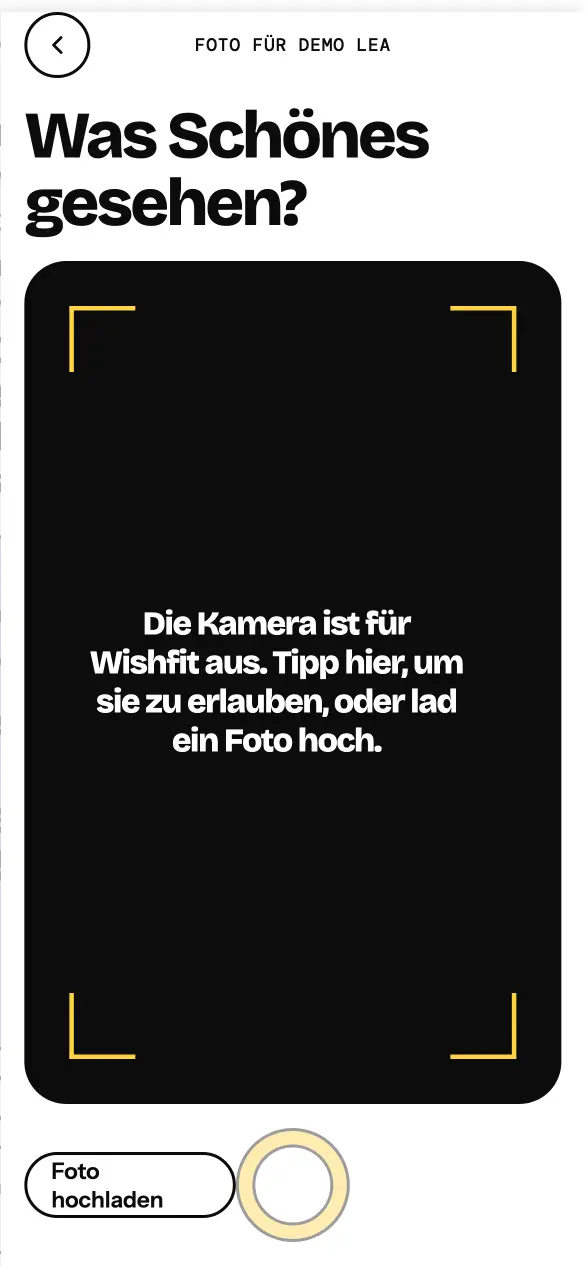 FOTO FÜR DEMO LEA
Was Schönes
gesehen?
Die Kamera ist für
Wishfit aus. Tipp hier, um
sie zu erlauben, oder lad
ein Foto hoch.
Foto
hochladen